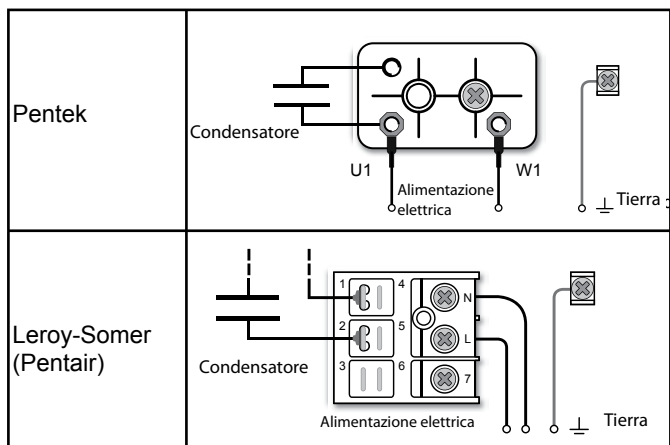 Pentek
Condensatore
U1
W1
Alimentazione
elettrica
Tierra
Leroy-Somer
(Pentair)
Condensatore
1
4
N
2
5
L
3
6
7
Alimentazione elettrica
Tierra